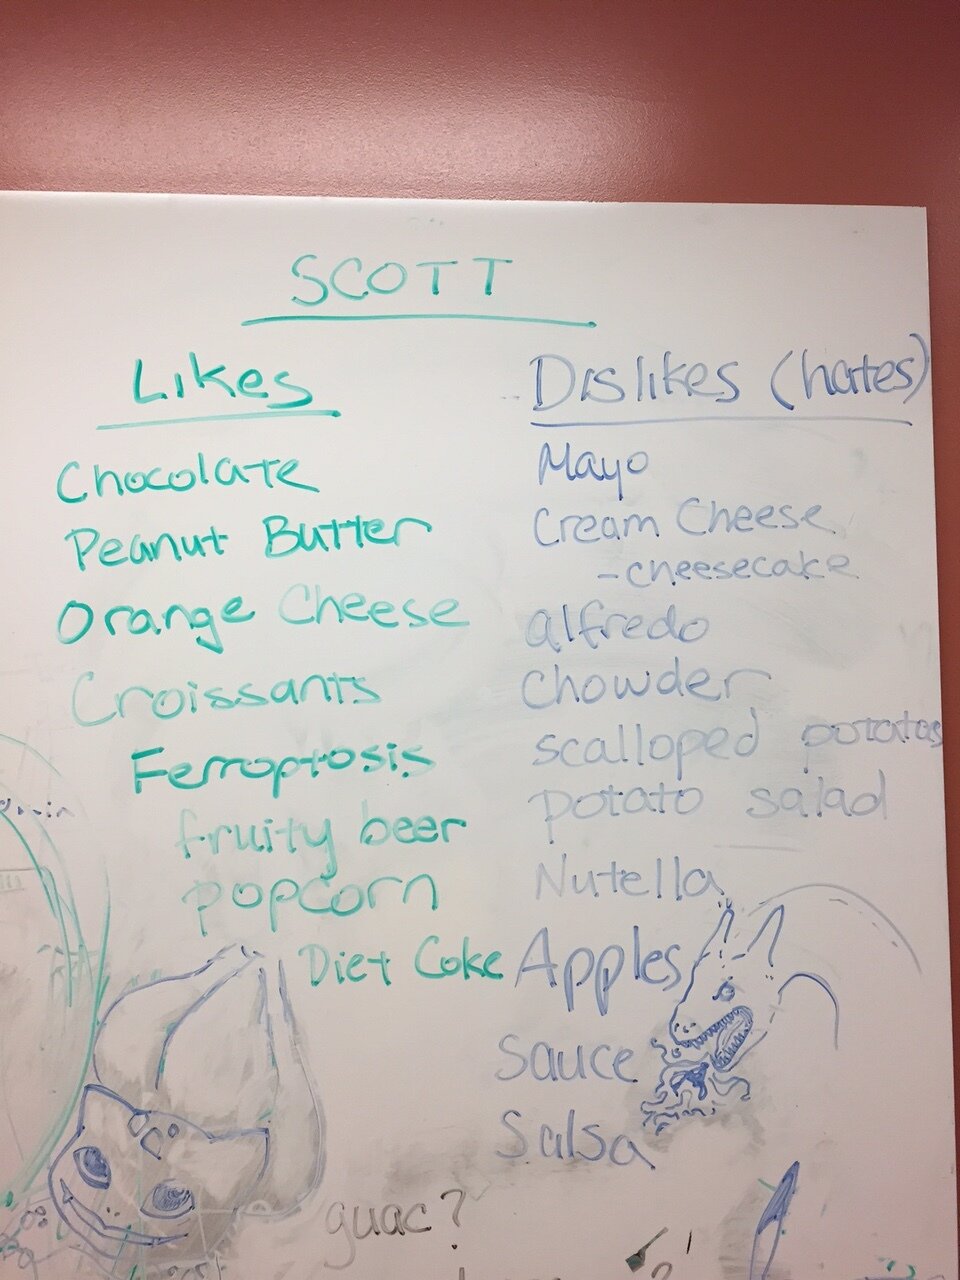 SCOTT
Likes
Chocolate
Peanut Butter
Orange Cheese
Croissants
Ferroptosis
fruity beer
popcorn
Diet Coke
Dislikes (hates)
Mayo
Cream Cheese
-cheesecake
alfredo
Chowder
scalloped potatas
potato salad
Nutella
Apples
Sauce
Salsa
guac?